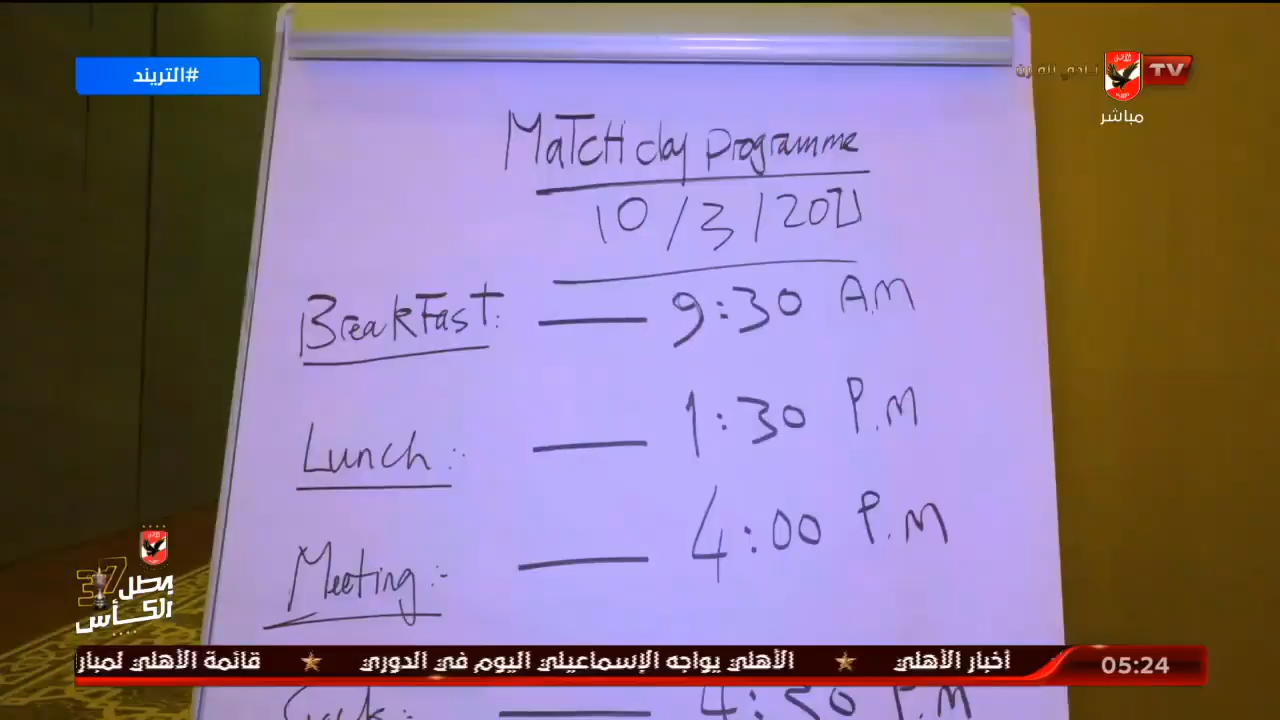 #التريند
TV
مباشر
MaTcH day programme
10/3/2021
BreakFast: — 9:30 A.M
Lunch: — 1:30 P.M
Meeting:- — 4:00 P.M
بطل 37
الكأس
أخبار الأهلي ★ الأهلي يواجه الإسماعيلي اليوم في الدوري ★ قائمة الأهلي لمبار
05:24